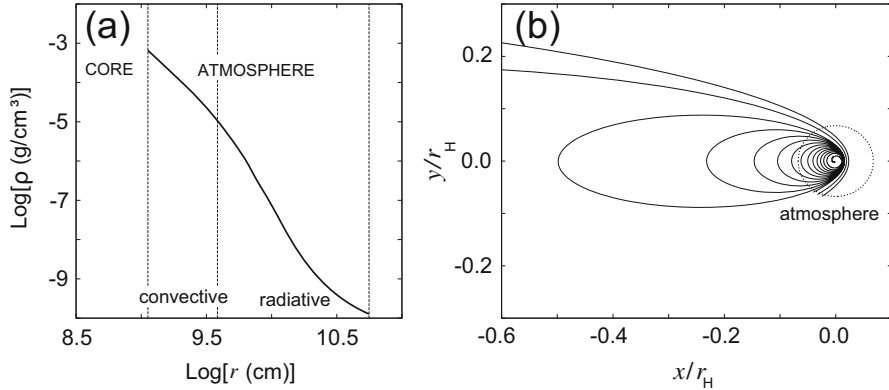 (a)
CORE
ATMOSPHERE
convective
radiative
-3
-5
-7
-9
Log[ρ (g/cm³)]
8.5
9.5
10.5
Log[r (cm)]
(b)
atmosphere
0.2
0.0
-0.2
y/r_H
-0.6
-0.4
-0.2
0.0
x/r_H